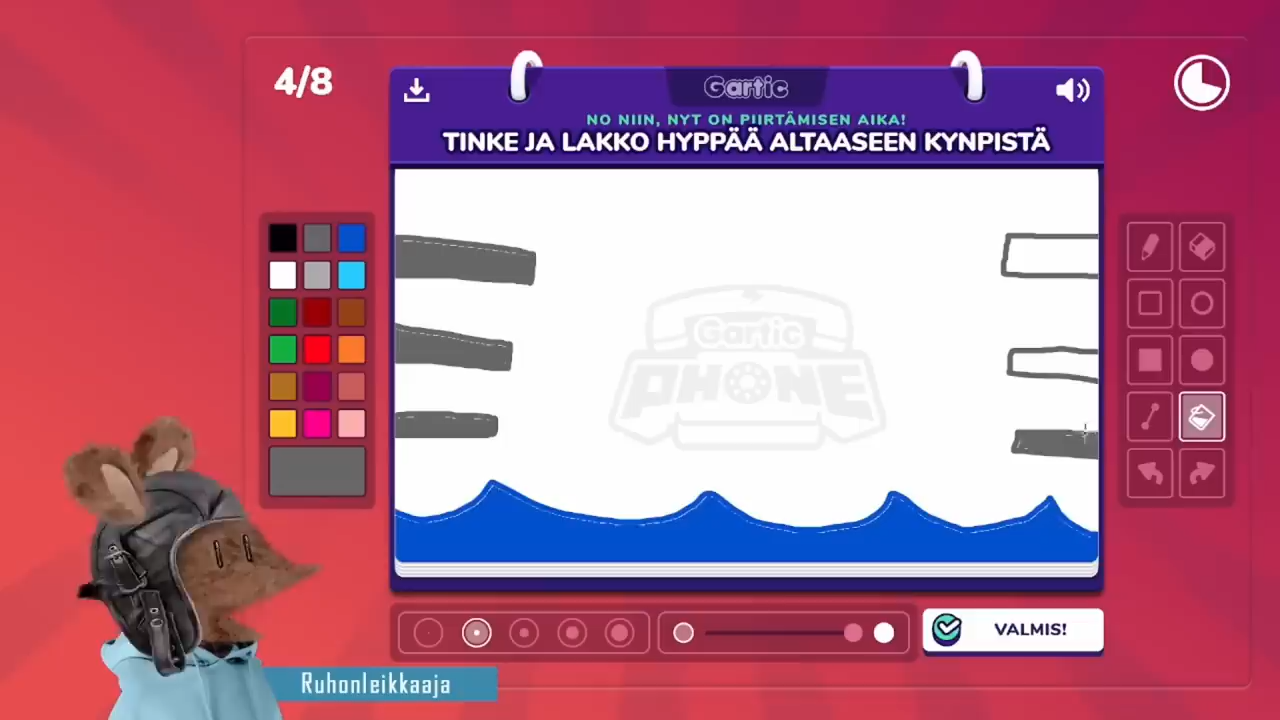 4/8
Gartic
NO NIIN, NYT ON PIIRTÄMISEN AIKA!
TINKE JA LAKKO HYPPÄÄ ALTAASEEN KYNPISTÄ
Gartic
PHONE
VALMIS!
Ruhonleikkaaja